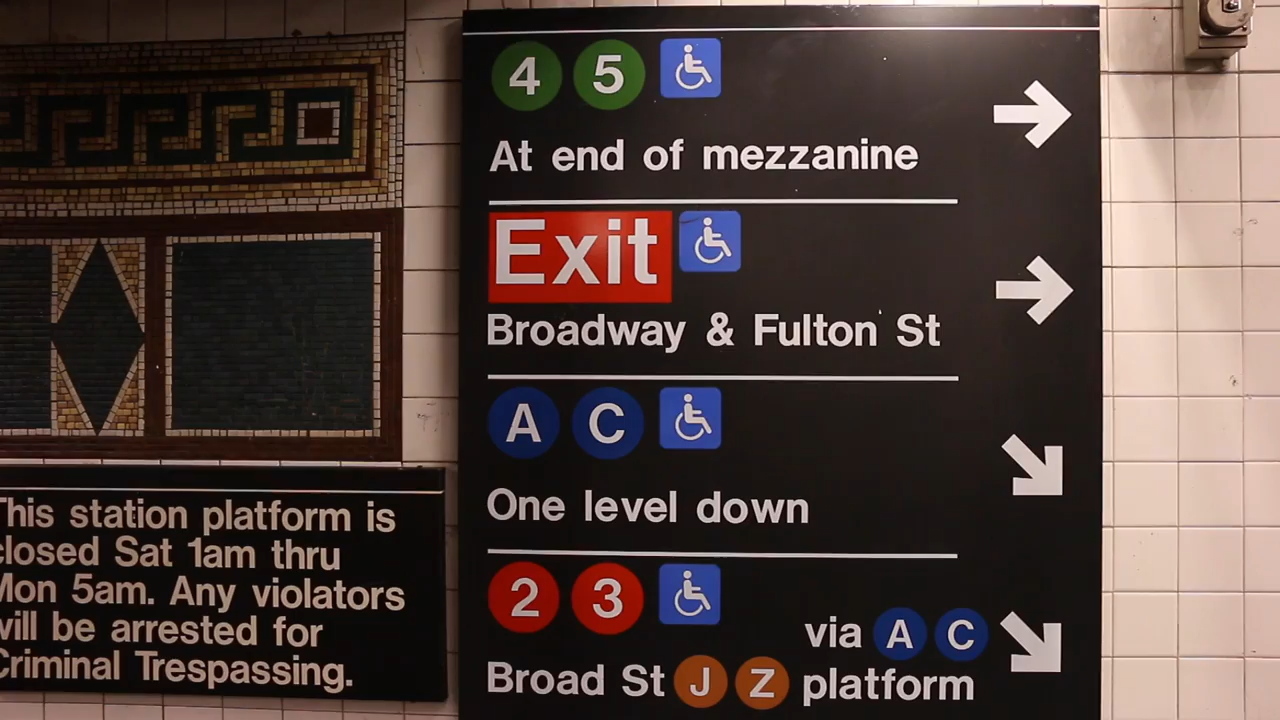 4 5
At end of mezzanine
Exit
Broadway & Fulton St
A C
One level down
2 3
via A C
Broad St J Z platform
This station platform is
closed Sat 1am thru
Mon 5am. Any violators
will be arrested for
Criminal Trespassing.